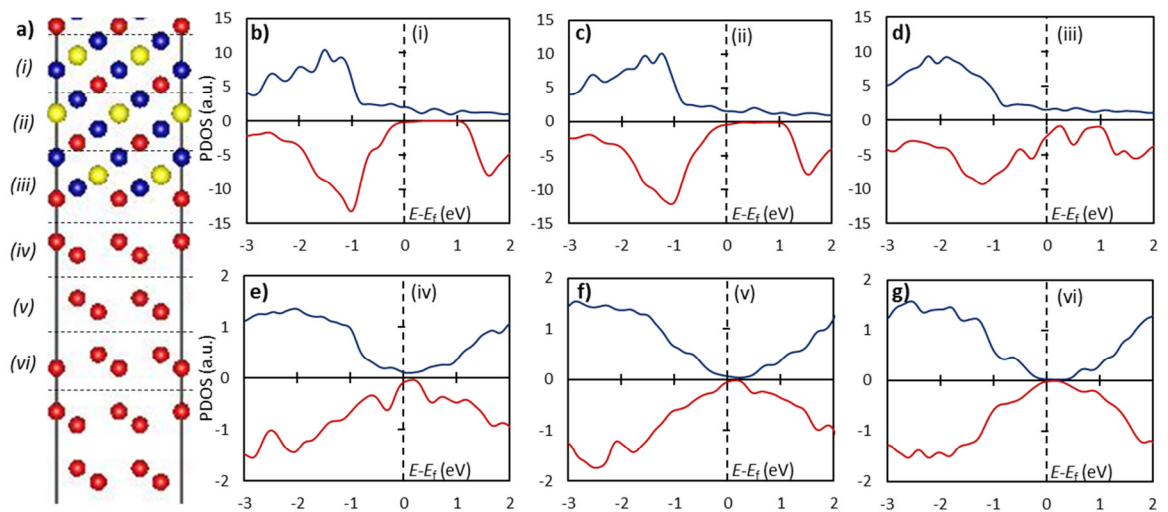 a)
(i)
(ii)
(iii)
(iv)
(v)
(vi)
b)
(i)
15
10
5
0
-5
-10
-15
PDOS (a.u.)
E-Ef (eV)
-3 -2 -1 0 1 2
c)
(ii)
15
10
5
0
-5
-10
-15
E-Ef (eV)
-3 -2 -1 0 1 2
d)
(iii)
15
10
5
0
-5
-10
-15
E-Ef (eV)
-3 -2 -1 0 1 2
e)
(iv)
2
1
0
-1
-2
PDOS (a.u.)
E-Ef (eV)
-3 -2 -1 0 1 2
f)
(v)
2
1
0
-1
-2
E-Ef (eV)
-3 -2 -1 0 1 2
g)
(vi)
2
1
0
-1
-2
E-Ef (eV)
-3 -2 -1 0 1 2